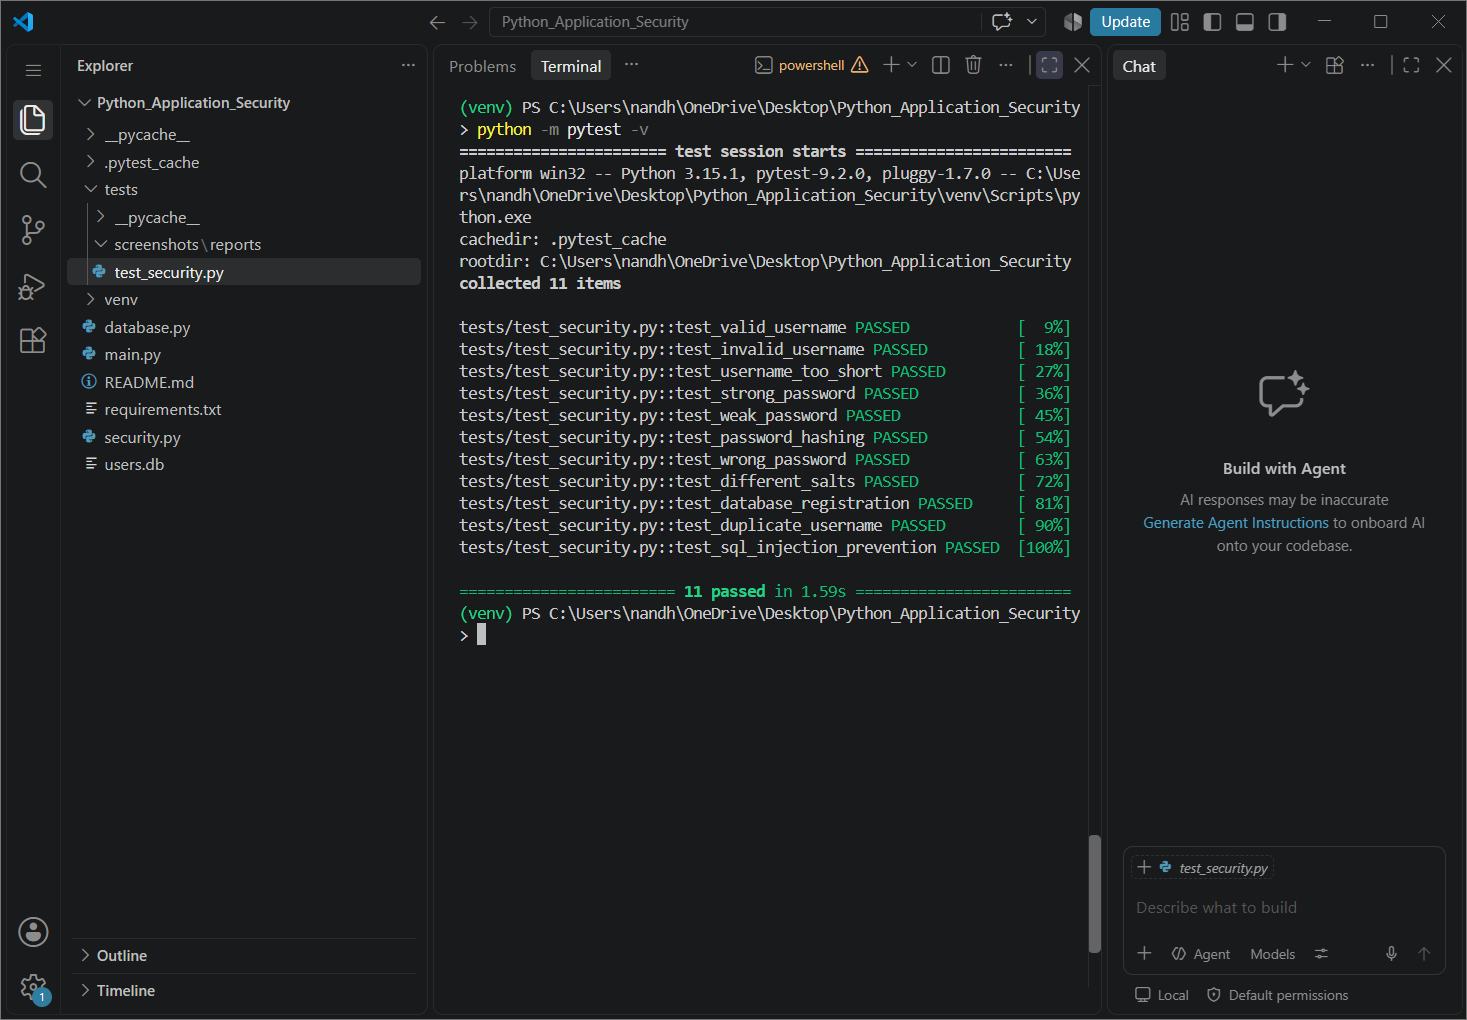 Python_Application_Security
Update
Explorer
Python_Application_Security
__pycache__
.pytest_cache
tests
__pycache__
screenshots\reports
test_security.py
venv
database.py
main.py
README.md
requirements.txt
security.py
users.db
Outline
Timeline
1
Problems
Terminal
powershell
(venv) PS C:\Users\nandh\OneDrive\Desktop\Python_Application_Security
> python -m pytest -v
======================= test session starts ========================
platform win32 -- Python 3.15.1, pytest-9.2.0, pluggy-1.7.0 -- C:\Use
rs\nandh\OneDrive\Desktop\Python_Application_Security\venv\Scripts\py
thon.exe
cachedir: .pytest_cache
rootdir: C:\Users\nandh\OneDrive\Desktop\Python_Application_Security
collected 11 items
tests/test_security.py::test_valid_username PASSED [  9%]
tests/test_security.py::test_invalid_username PASSED [ 18%]
tests/test_security.py::test_username_too_short PASSED [ 27%]
tests/test_security.py::test_strong_password PASSED [ 36%]
tests/test_security.py::test_weak_password PASSED [ 45%]
tests/test_security.py::test_password_hashing PASSED [ 54%]
tests/test_security.py::test_wrong_password PASSED [ 63%]
tests/test_security.py::test_different_salts PASSED [ 72%]
tests/test_security.py::test_database_registration PASSED [ 81%]
tests/test_security.py::test_duplicate_username PASSED [ 90%]
tests/test_security.py::test_sql_injection_prevention PASSED [100%]
======================== 11 passed in 1.59s ========================
(venv) PS C:\Users\nandh\OneDrive\Desktop\Python_Application_Security
>
Chat
Build with Agent
AI responses may be inaccurate
Generate Agent Instructions to onboard AI
onto your codebase.
test_security.py
Describe what to build
Agent
Models
Local
Default permissions